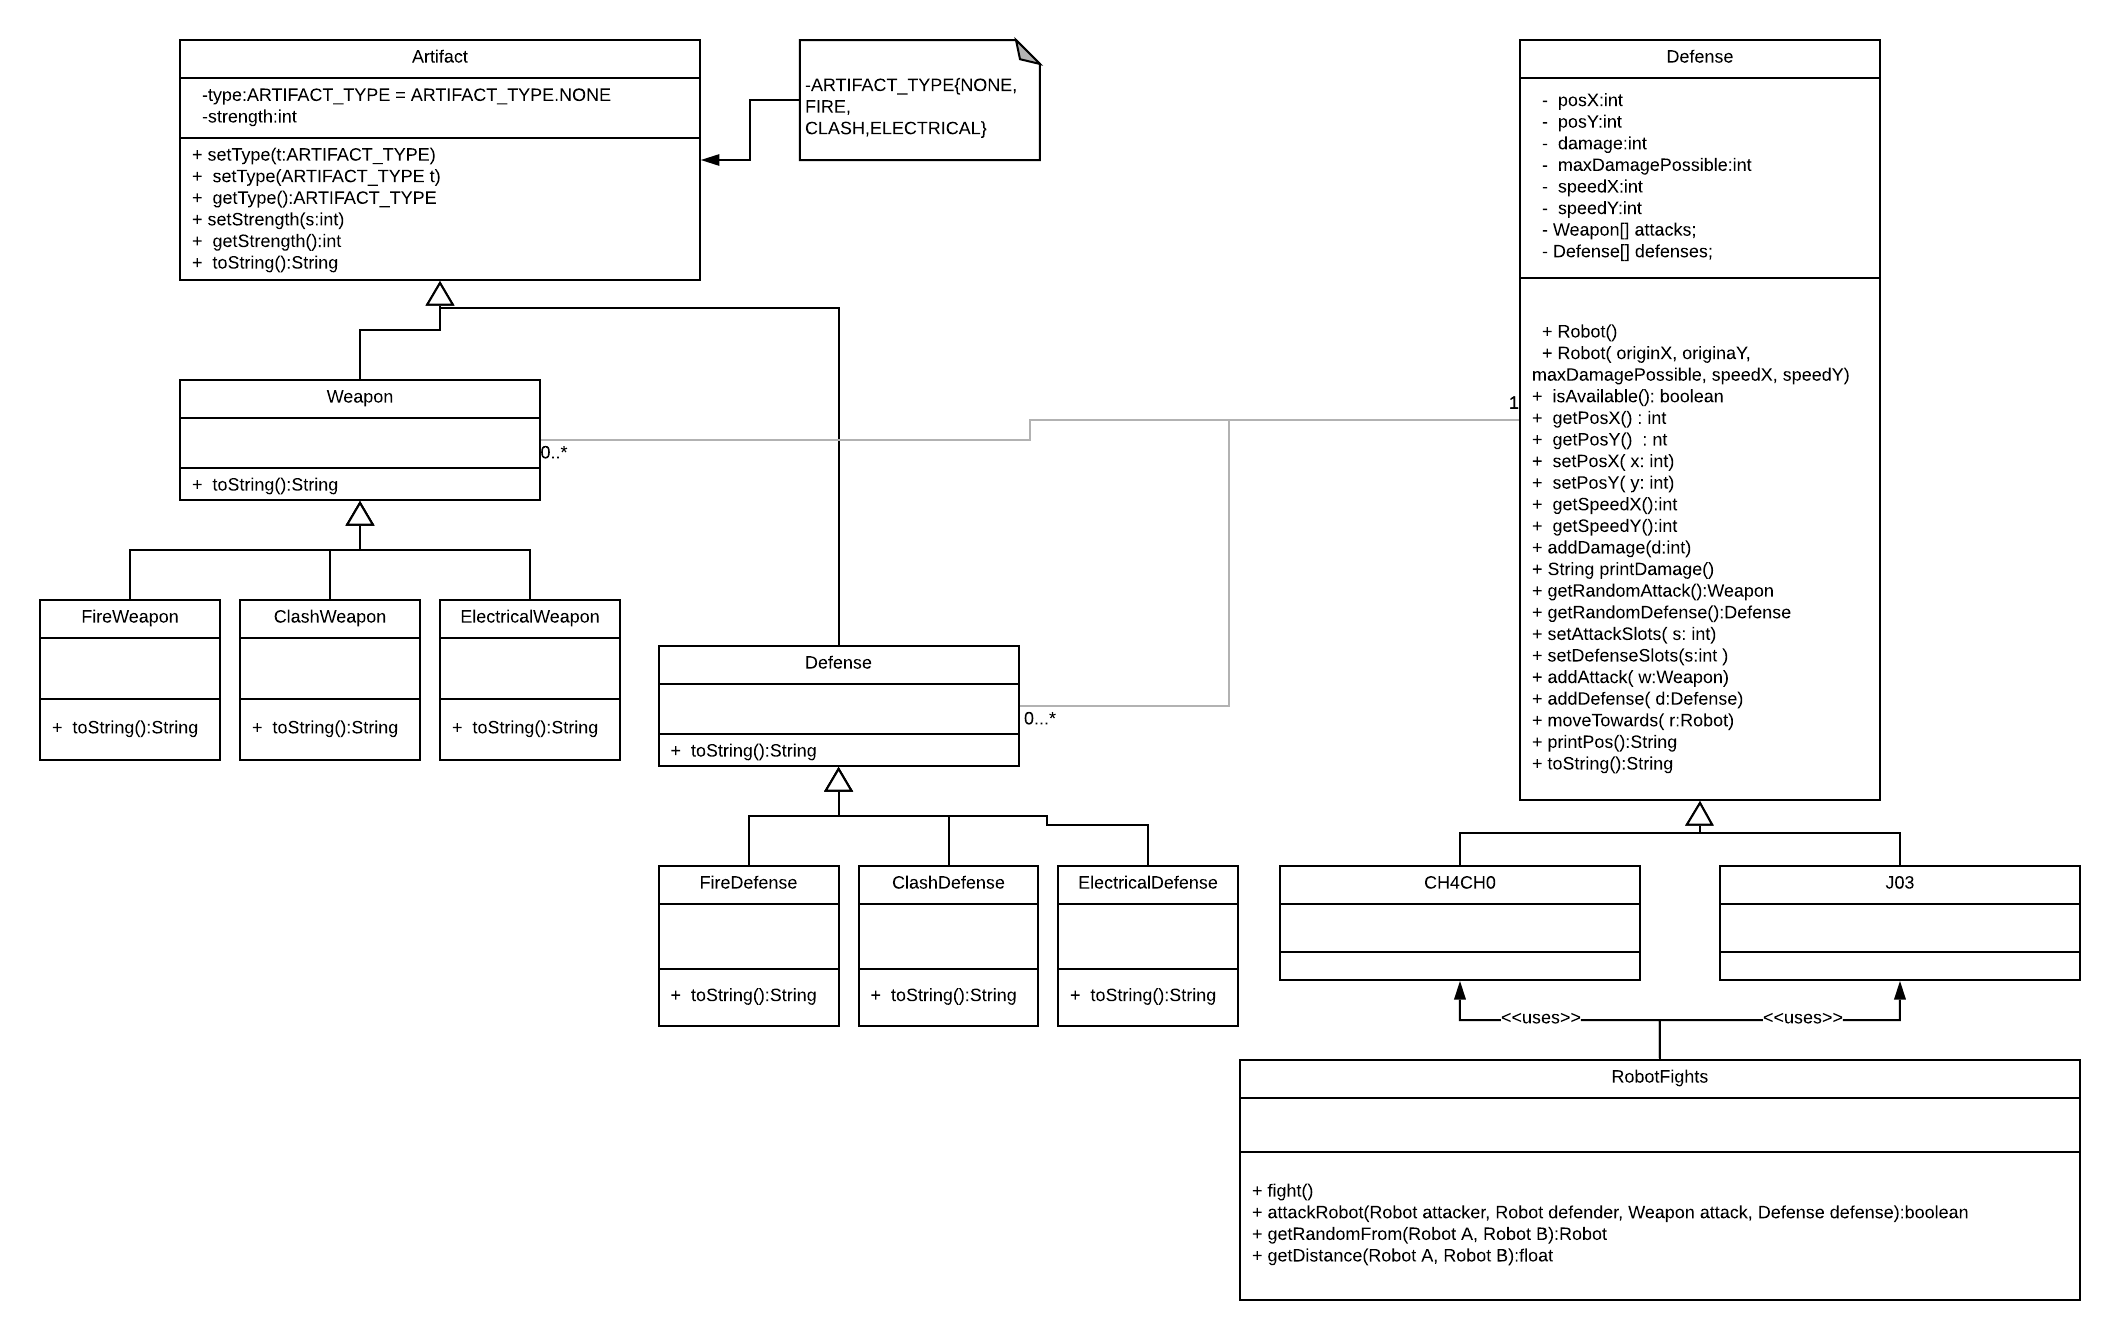 Artifact
-type:ARTIFACT_TYPE = ARTIFACT_TYPE.NONE
-strength:int
+ setType(t:ARTIFACT_TYPE)
+  setType(ARTIFACT_TYPE t)
+  getType():ARTIFACT_TYPE
+ setStrength(s:int)
+  getStrength():int
+  toString():String
-ARTIFACT_TYPE{NONE,
FIRE,
CLASH,ELECTRICAL}
Weapon
+  toString():String
0..*
FireWeapon
+  toString():String
ClashWeapon
+  toString():String
ElectricalWeapon
+  toString():String
Defense
+  toString():String
0...*
FireDefense
+  toString():String
ClashDefense
+  toString():String
ElectricalDefense
+  toString():String
Defense
-  posX:int
-  posY:int
-  damage:int
-  maxDamagePossible:int
-  speedX:int
-  speedY:int
- Weapon[] attacks;
- Defense[] defenses;
+ Robot()
+ Robot( originX, originaY,
maxDamagePossible, speedX, speedY)
1
+  isAvailable(): boolean
+  getPosX() : int
+  getPosY()  : nt
+  setPosX( x: int)
+  setPosY( y: int)
+  getSpeedX():int
+  getSpeedY():int
+ addDamage(d:int)
+ String printDamage()
+ getRandomAttack():Weapon
+ getRandomDefense():Defense
+ setAttackSlots( s: int)
+ setDefenseSlots(s:int )
+ addAttack( w:Weapon)
+ addDefense( d:Defense)
+ moveTowards( r:Robot)
+ printPos():String
+ toString():String
CH4CH0
J03
<<uses>>
<<uses>>
RobotFights
+ fight()
+ attackRobot(Robot attacker, Robot defender, Weapon attack, Defense defense):boolean
+ getRandomFrom(Robot A, Robot B):Robot
+ getDistance(Robot A, Robot B):float